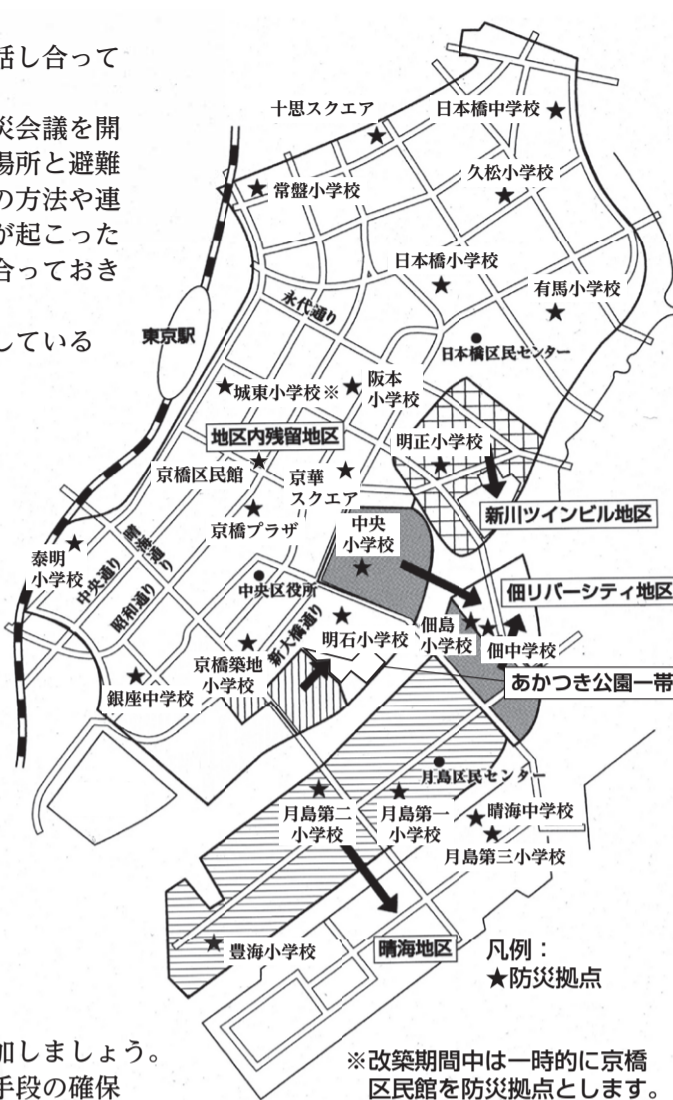 話し合って
災会議を開
場所と避難
の方法や連
が起こった
合っておき
している
十思スクエア
日本橋中学校
常盤小学校
久松小学校
日本橋小学校
有馬小学校
永代通り
東京駅
日本橋区民センター
城東小学校※
阪本
小学校
地区内残留地区
明正小学校
京橋区民館
京華
スクエア
新川ツインビル地区
京橋プラザ
中央
小学校
晴海通り
泰明
小学校
中央通り
昭和通り
中央区役所
佃リバーシティ地区
新大橋通り
明石小学校
佃島
小学校
佃中学校
京橋築地
小学校
銀座中学校
あかつき公園一帯
月島区民センター
月島第二
小学校
月島第一
小学校
晴海中学校
月島第三小学校
豊海小学校
晴海地区
凡例：
★防災拠点
加しましょう。
手段の確保
※改築期間中は一時的に京橋
区民館を防災拠点とします。